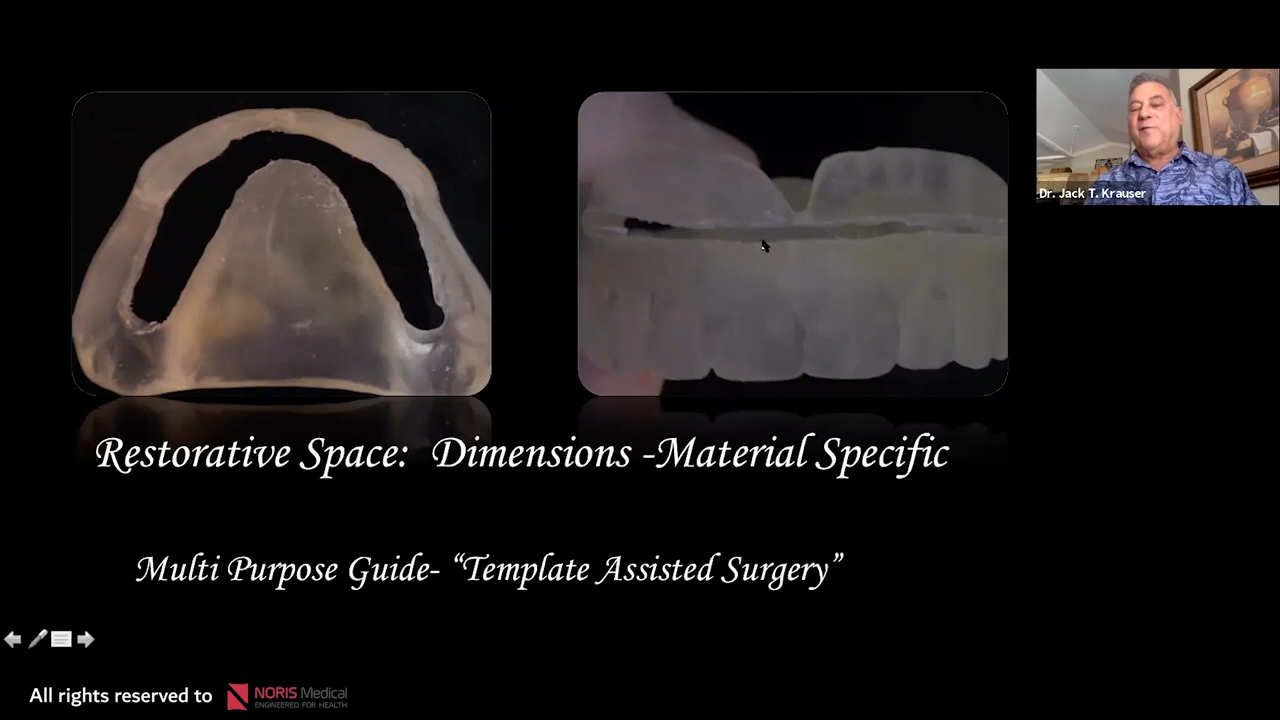 Dr. Jack T. Krauser
Restorative Space: Dimensions -Material Specific
Multi Purpose Guide- “Template Assisted Surgery”
All rights reserved to NORIS Medical
ENGINEERED FOR HEALTH